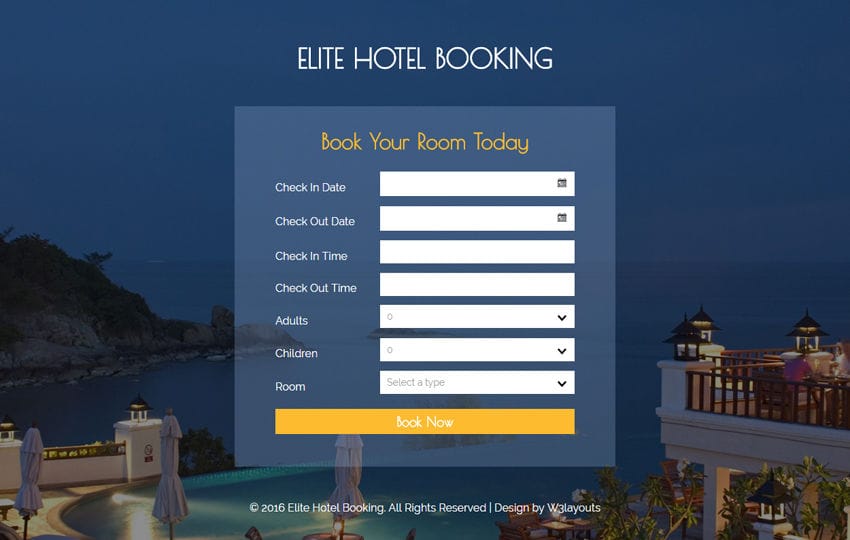 ELITE HOTEL BOOKING
Book Your Room Today
Check In Date
Check Out Date
Check In Time
Check Out Time
Adults 0
Children 0
Room Select a type
Book Now
© 2016 Elite Hotel Booking. All Rights Reserved | Design by W3layouts